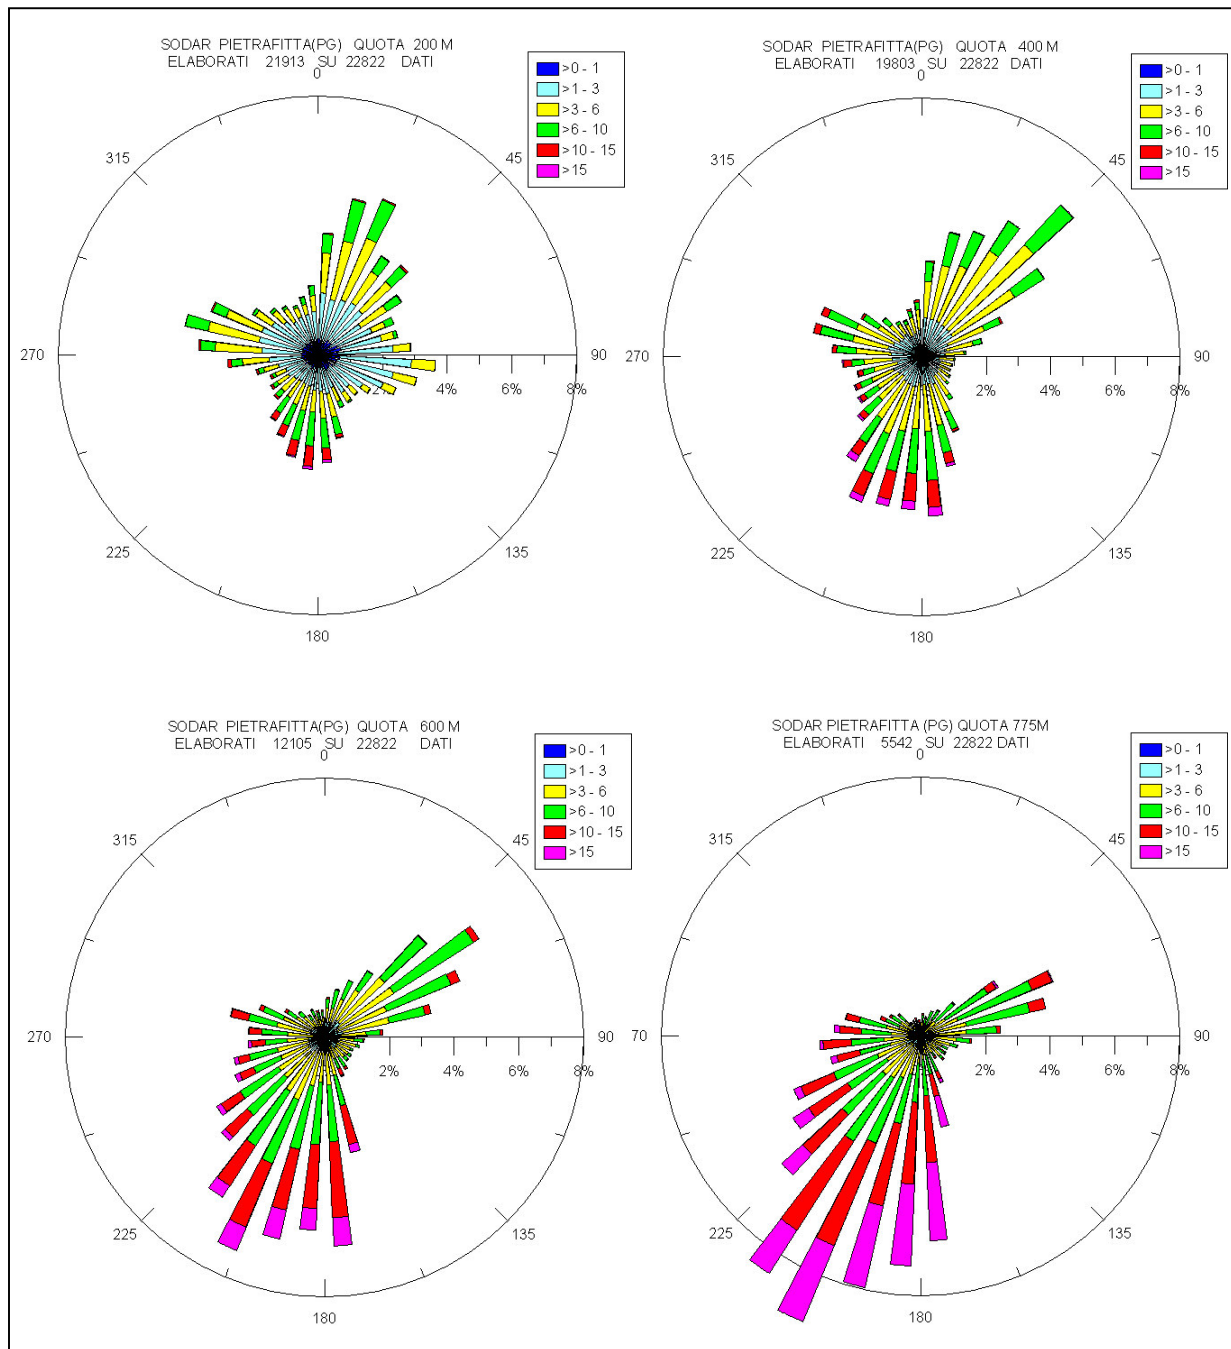 SODAR PIETRAFITTA(PG) QUOTA 200 M
ELABORATI 21913 SU 22822 DATI
0
>0 - 1
>1 - 3
>3 - 6
>6 - 10
>10 - 15
>15
315
45
270
90
2%
4%
6%
8%
225
135
180
SODAR PIETRAFITTA(PG) QUOTA 400 M
ELABORATI 19803 SU 22822 DATI
0
>0 - 1
>1 - 3
>3 - 6
>6 - 10
>10 - 15
>15
315
45
270
90
2%
4%
6%
8%
225
135
180
SODAR PIETRAFITTA(PG) QUOTA 600 M
ELABORATI 12105 SU 22822 DATI
0
>0 - 1
>1 - 3
>3 - 6
>6 - 10
>10 - 15
>15
315
45
270
90
2%
4%
6%
8%
225
135
180
SODAR PIETRAFITTA (PG) QUOTA 775M
ELABORATI 5542 SU 22822 DATI
0
>0 - 1
>1 - 3
>3 - 6
>6 - 10
>10 - 15
>15
315
45
70
90
2%
4%
6%
8%
225
135
180